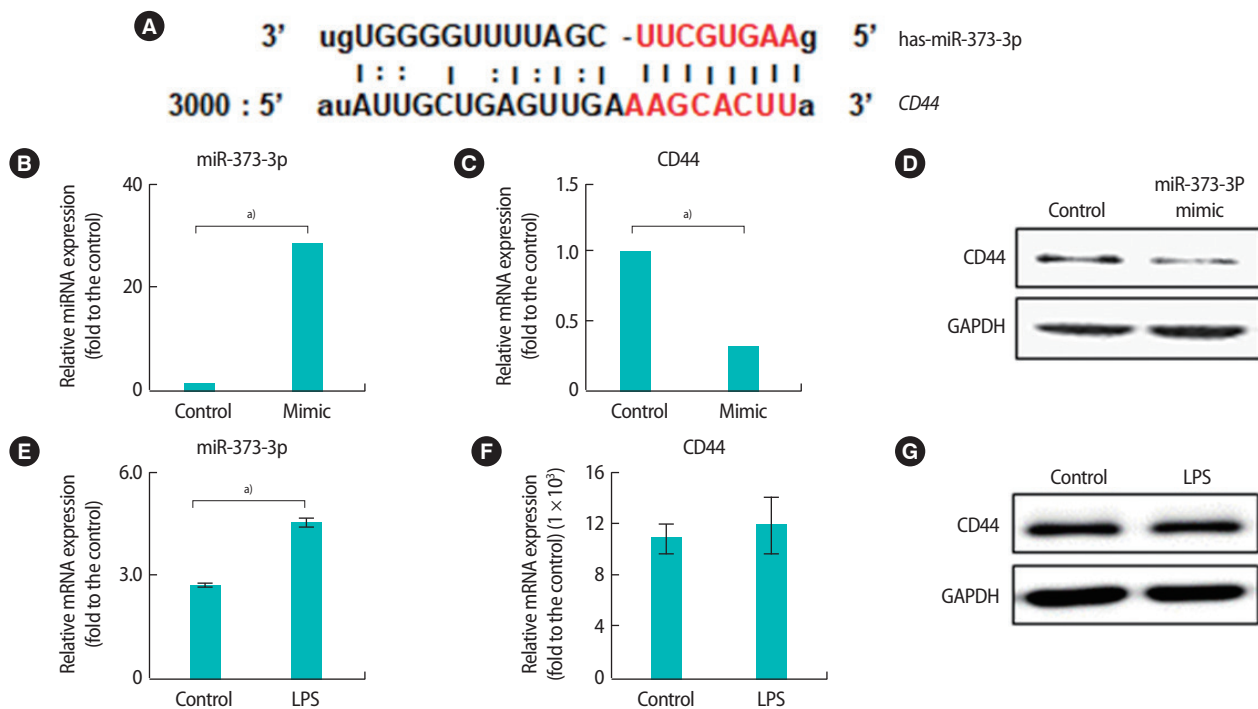 A
3’ ugUGGGGUUUUAGC -UUCGUGAAg 5’ has-miR-373-3p
3000 : 5’ auAUUGCUGAGUUGAAAGCACUUa 3’ CD44
B
miR-373-3p
Relative miRNA expression
(fold to the control)
40
20
0
a)
Control Mimic
C
CD44
Relative mRNA expression
(fold to the control)
1.5
1.0
0.5
0
a)
Control Mimic
D
Control miR-373-3P
mimic
CD44
GAPDH
E
miR-373-3p
Relative mRNA expression
(fold to the control)
6.0
3.0
0
a)
Control LPS
F
CD44
Relative mRNA expression
(fold to the control) (1 × 10³)
16
12
8
4
0
Control LPS
G
Control LPS
CD44
GAPDH